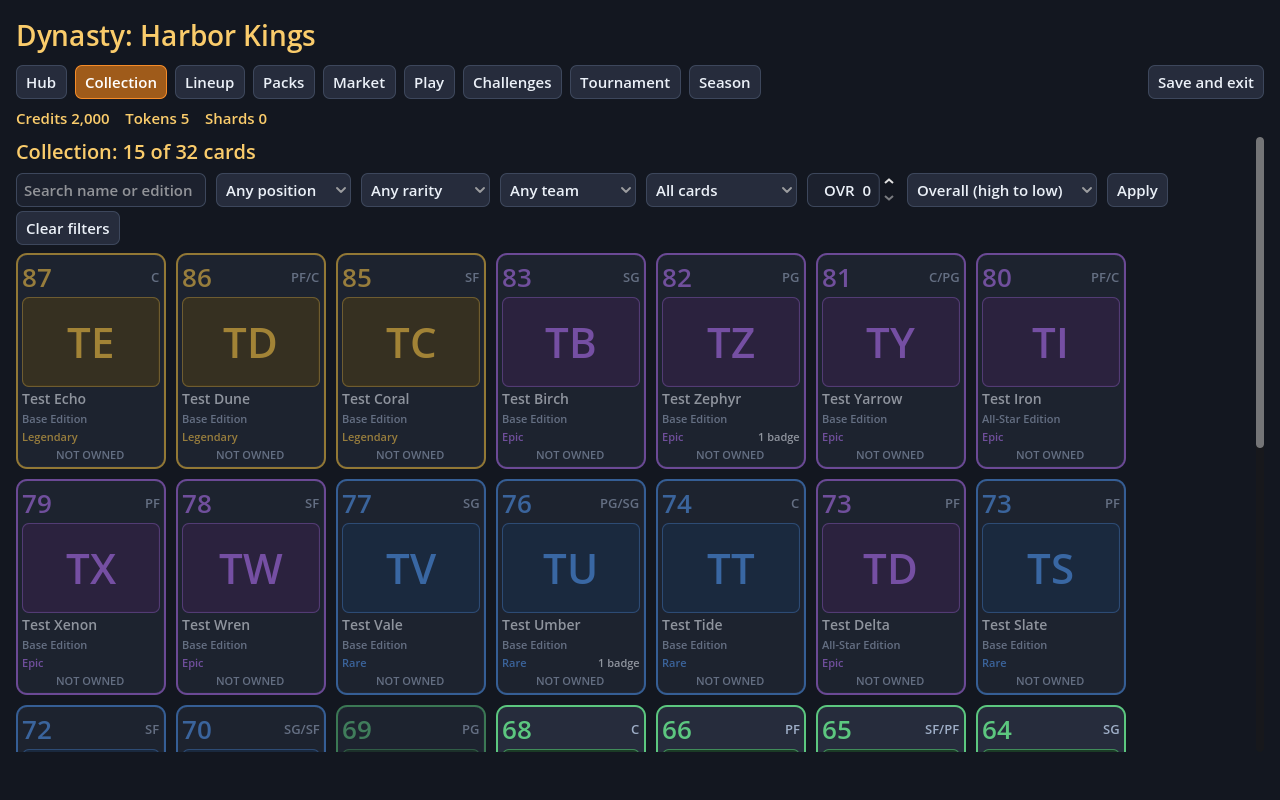 Dynasty: Harbor Kings
Hub Collection Lineup Packs Market Play Challenges Tournament Season Save and exit
Credits 2,000 Tokens 5 Shards 0
Collection: 15 of 32 cards
Search name or edition Any position Any rarity Any team All cards OVR 0 Overall (high to low) Apply
Clear filters
87 C 86 PF/C 85 SF 83 SG 82 PG 81 C/PG 80 PF/C
TE TD TC TB TZ TY TI
Test Echo Test Dune Test Coral Test Birch Test Zephyr Test Yarrow Test Iron
Base Edition Base Edition Base Edition Base Edition Base Edition Base Edition All-Star Edition
Legendary Legendary Legendary Epic Epic 1 badge Epic Epic
NOT OWNED NOT OWNED NOT OWNED NOT OWNED NOT OWNED NOT OWNED NOT OWNED
79 PF 78 SF 77 SG 76 PG/SG 74 C 73 PF 73 PF
TX TW TV TU TT TD TS
Test Xenon Test Wren Test Vale Test Umber Test Tide Test Delta Test Slate
Base Edition Base Edition Base Edition Base Edition Base Edition All-Star Edition Base Edition
Epic Epic Rare Rare 1 badge Rare Epic Rare
NOT OWNED NOT OWNED NOT OWNED NOT OWNED NOT OWNED NOT OWNED NOT OWNED
72 SF 70 SG/SF 69 PG 68 C 66 PF 65 SF/PF 64 SG